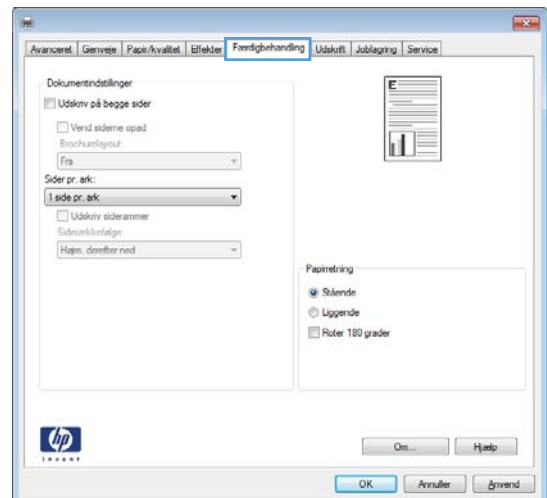 Avanceret Genveje Papir/kvalitet Effekter Færdigbehandling Udskrift Joblagring Service
Dokumentindstillinger
Udskriv på begge sider
Vend siderne opad
Brochurelayout:
Fra
Sider pr. ark:
1 side pr. ark
Udskriv siderammer
Siderækkefølge:
Højre, derefter ned
E
Papirretning
Stående
Liggende
Roter 180 grader
hp
invent
Om... Hjælp
OK Annuller Anvend